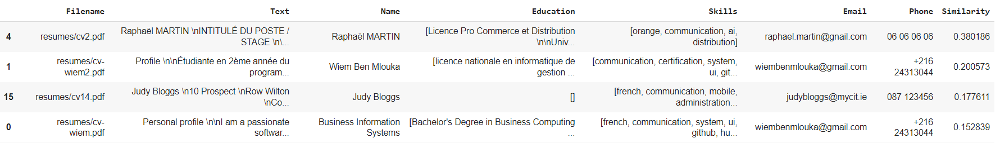 Filename Text Name Education Skills Email Phone Similarity
4 resumes/cv2.pdf Raphaël MARTIN \nINTITULÉ DU POSTE / STAGE \n\... Raphaël MARTIN [Licence Pro Commerce et Distribution \n\nUniv... [orange, communication, ai, distribution] raphael.martin@gnail.com 06 06 06 06 0.380186
1 resumes/cv-wiem2.pdf Profile \n\nÉtudiante en 2ème année du program... Wiem Ben Mlouka [licence nationale en informatique de gestion ... [communication, certification, system, ui, git... wiembenmlouka@gmail.com +216 24313044 0.200573
15 resumes/cv14.pdf Judy Bloggs \n10 Prospect \nRow Wilton \nCo... Judy Bloggs [] [french, communication, mobile, administration... judybloggs@mycit.ie 087 123456 0.177611
0 resumes/cv-wiem.pdf Personal profile \n\nI am a passionate softwar... Business Information Systems [Bachelor's Degree in Business Computing ... [french, communication, system, ui, github, hu... wiembenmlouka@gmail.com +216 24313044 0.152839